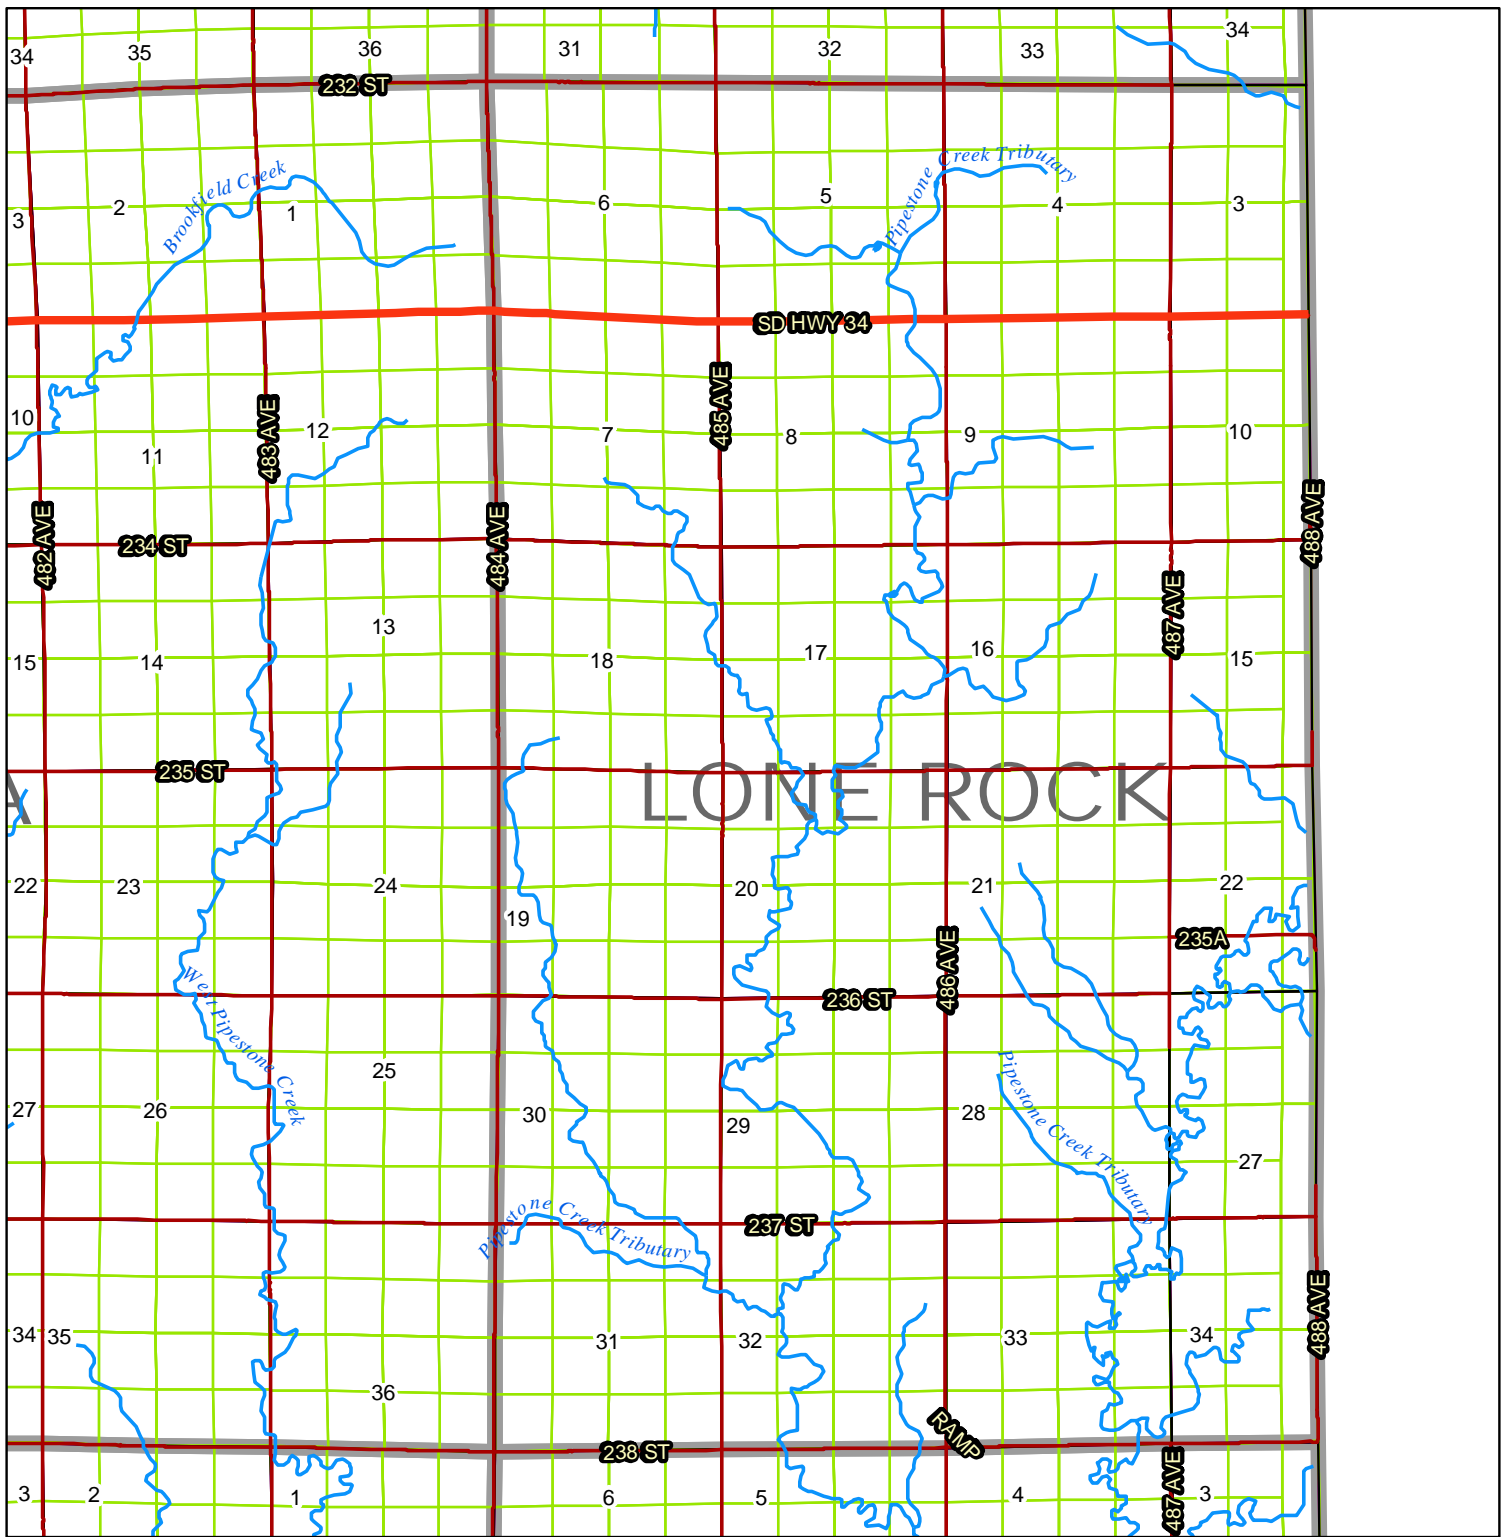 34
35
36
31
32
33
34
232 ST
Brookfield Creek
Pipestone Creek Tributary
3
2
1
6
5
4
3
SD HWY 34
483 AVE
485 AVE
10
11
12
7
8
9
10
482 AVE
484 AVE
488 AVE
234 ST
487 AVE
15
14
13
18
17
16
15
235 ST
A
LONE ROCK
22
23
24
19
20
21
22
235A
486 AVE
West Pipestone Creek
236 ST
27
26
25
30
29
28
27
Pipestone Creek Tributary
Pipestone Creek Tributary
237 ST
488 AVE
34
35
36
31
32
33
34
RAMP
238 ST
487 AVE
3
2
1
6
5
4
3